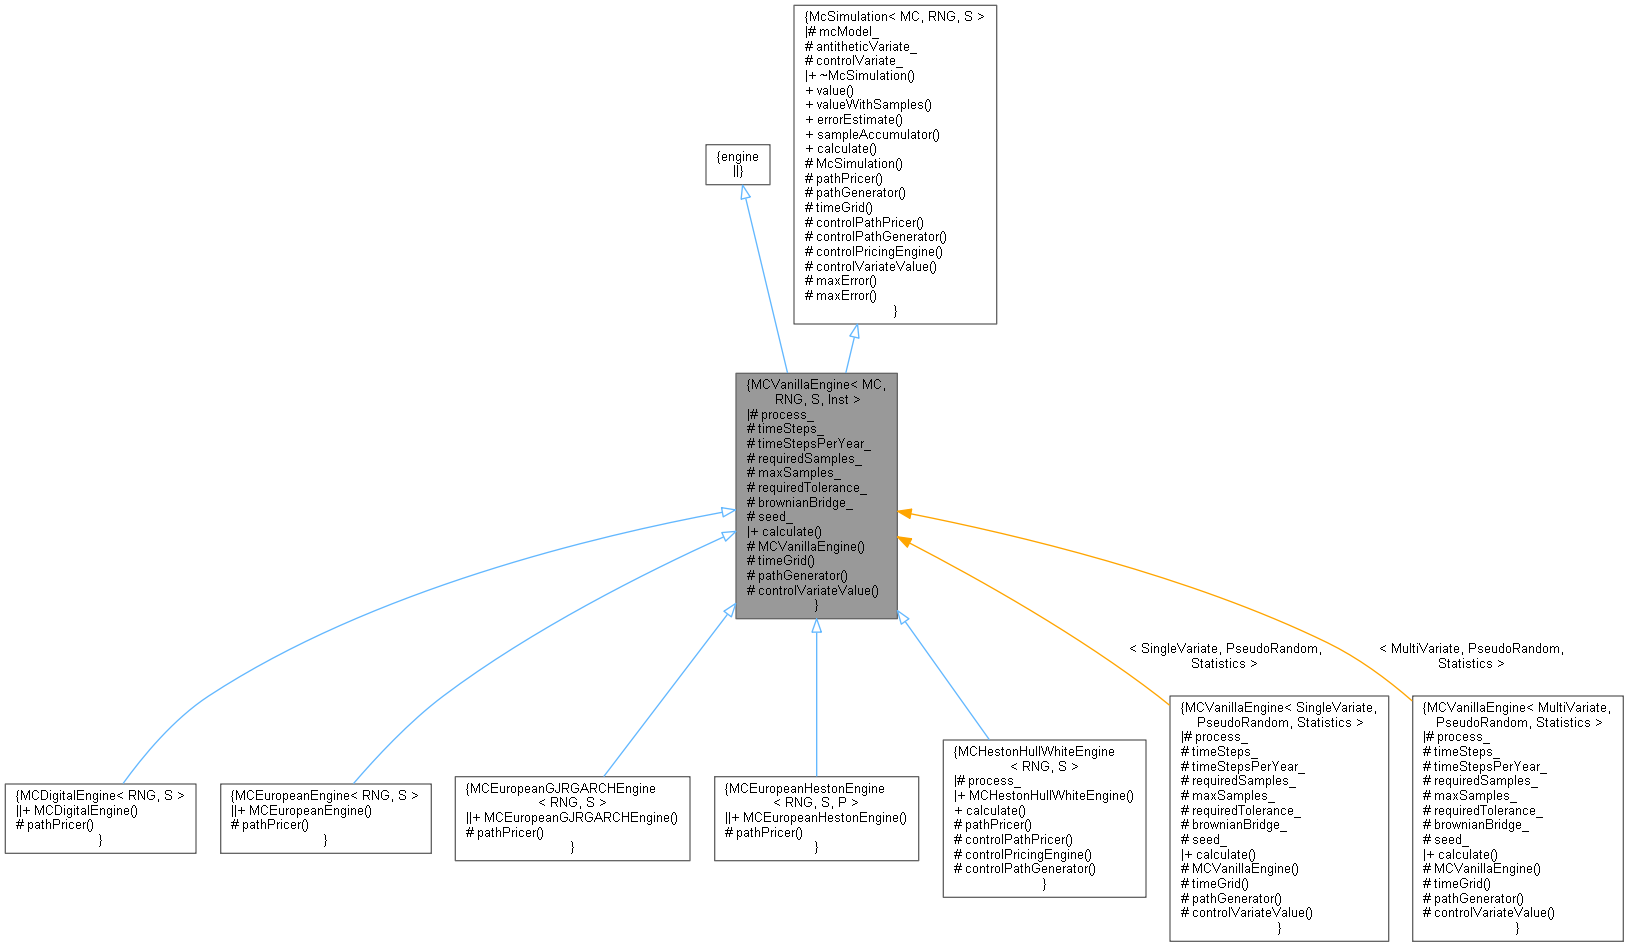 {McSimulation< MC, RNG, S >
|# mcModel_
# antitheticVariate_
# controlVariate_
|+ ~McSimulation()
+ value()
+ valueWithSamples()
+ errorEstimate()
+ sampleAccumulator()
+ calculate()
# McSimulation()
# pathPricer()
# pathGenerator()
# timeGrid()
# controlPathPricer()
# controlPathGenerator()
# controlPricingEngine()
# controlVariateValue()
# maxError()
# maxError()
}
{engine
||}
{MCVanillaEngine< MC,
RNG, S, Inst >
|# process_
# timeSteps_
# timeStepsPerYear_
# requiredSamples_
# maxSamples_
# requiredTolerance_
# brownianBridge_
# seed_
|+ calculate()
# MCVanillaEngine()
# timeGrid()
# pathGenerator()
# controlVariateValue()
}
< SingleVariate, PseudoRandom,
Statistics >
< MultiVariate, PseudoRandom,
Statistics >
{MCDigitalEngine< RNG, S >
||+ MCDigitalEngine()
# pathPricer()
}
{MCEuropeanEngine< RNG, S >
||+ MCEuropeanEngine()
# pathPricer()
}
{MCEuropeanGJRGARCHEngine
< RNG, S >
||+ MCEuropeanGJRGARCHEngine()
# pathPricer()
}
{MCEuropeanHestonEngine
< RNG, S, P >
||+ MCEuropeanHestonEngine()
# pathPricer()
}
{MCHestonHullWhiteEngine
< RNG, S >
|# process_
|+ MCHestonHullWhiteEngine()
+ calculate()
# pathPricer()
# controlPathPricer()
# controlPricingEngine()
# controlPathGenerator()
}
{MCVanillaEngine< SingleVariate,
PseudoRandom, Statistics >
|# process_
# timeSteps_
# timeStepsPerYear_
# requiredSamples_
# maxSamples_
# requiredTolerance_
# brownianBridge_
# seed_
|+ calculate()
# MCVanillaEngine()
# timeGrid()
# pathGenerator()
# controlVariateValue()
}
{MCVanillaEngine< MultiVariate,
PseudoRandom, Statistics >
|# process_
# timeSteps_
# timeStepsPerYear_
# requiredSamples_
# maxSamples_
# requiredTolerance_
# brownianBridge_
# seed_
|+ calculate()
# MCVanillaEngine()
# timeGrid()
# pathGenerator()
# controlVariateValue()
}